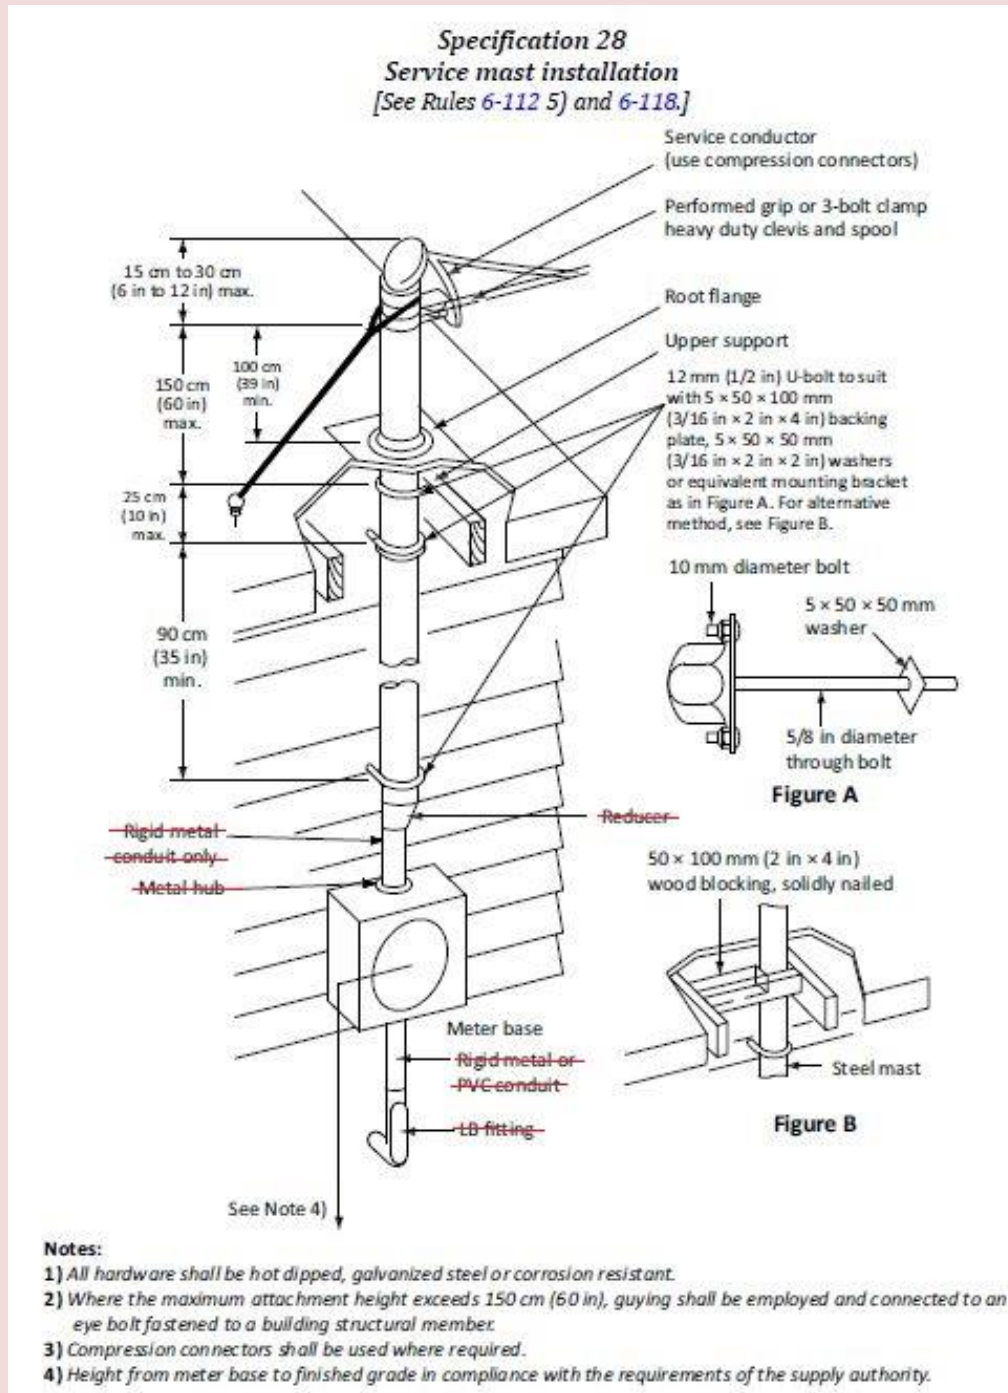 Specification 28
Service mast installation
[See Rules 6-112 5) and 6-118.]
Service conductor
(use compression connectors)
Performed grip or 3-bolt clamp
heavy duty clevis and spool
15 cm to 30 cm
(6 in to 12 in) max.
Root flange
Upper support
100 cm
(39 in)
min.
150 cm
(60 in)
max.
12 mm (1/2 in) U-bolt to suit
with 5 × 50 × 100 mm
(3/16 in × 2 in × 4 in) backing
plate, 5 × 50 × 50 mm
(3/16 in × 2 in × 2 in) washers
or equivalent mounting bracket
as in Figure A. For alternative
method, see Figure B.
25 cm
(10 in)
max.
10 mm diameter bolt
5 × 50 × 50 mm
washer
90 cm
(35 in)
min.
5/8 in diameter
through bolt
Figure A
Reducer
Rigid metal
conduit only
Metal hub
50 × 100 mm (2 in × 4 in)
wood blocking, solidly nailed
Meter base
Rigid metal or
PVC conduit
LB fitting
Steel mast
Figure B
See Note 4)
Notes:
1) All hardware shall be hot dipped, galvanized steel or corrosion resistant.
2) Where the maximum attachment height exceeds 150 cm (60 in), guying shall be employed and connected to an
eye bolt fastened to a building structural member.
3) Compression connectors shall be used where required.
4) Height from meter base to finished grade in compliance with the requirements of the supply authority.